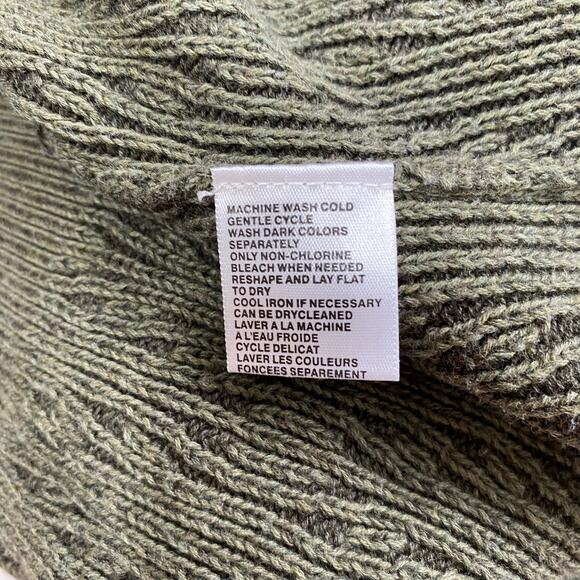 MACHINE WASH COLD
GENTLE CYCLE
WASH DARK COLORS
SEPARATELY
ONLY NON-CHLORINE
BLEACH WHEN NEEDED
RESHAPE AND LAY FLAT
TO DRY
COOL IRON IF NECESSARY
CAN BE DRYCLEANED
LAVER A LA MACHINE
A L'EAU FROIDE
CYCLE DELICAT
LAVER LES COULEURS
FONCEES SEPAREMENT